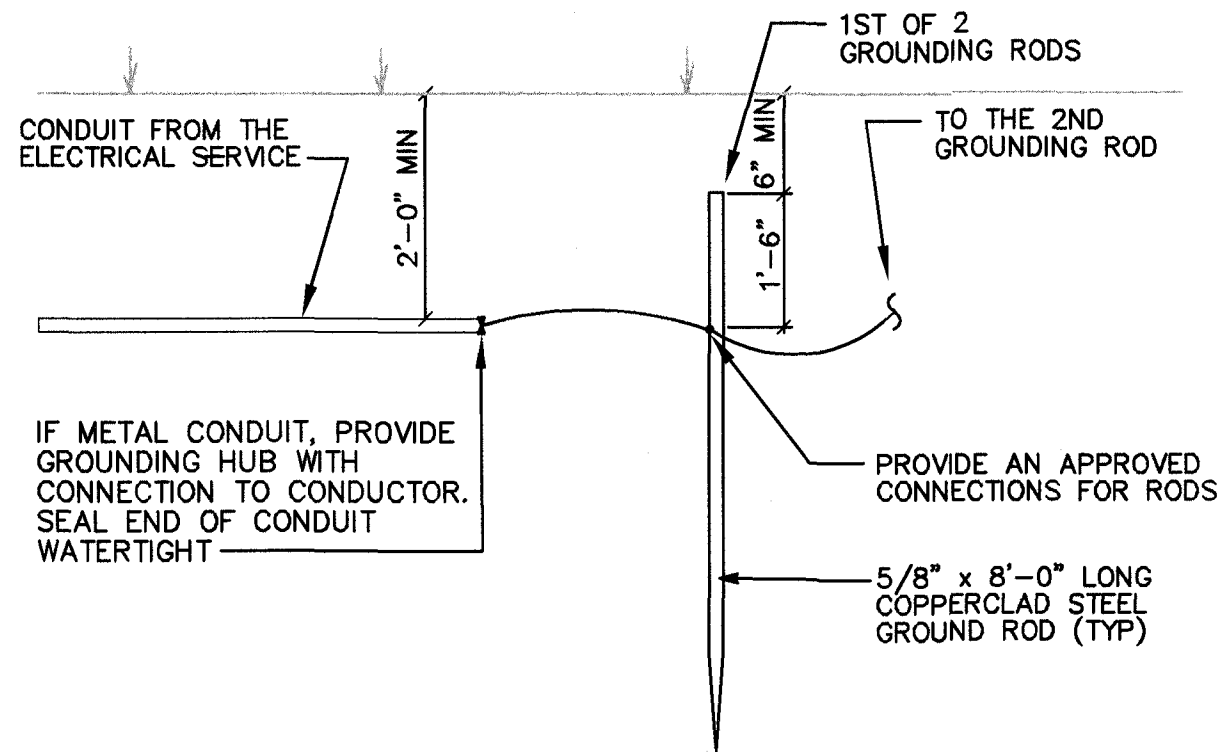 1ST OF 2
GROUNDING RODS
CONDUIT FROM THE
ELECTRICAL SERVICE
2'-0" MIN
6" MIN
1'-6"
TO THE 2ND
GROUNDING ROD
IF METAL CONDUIT, PROVIDE
GROUNDING HUB WITH
CONNECTION TO CONDUCTOR.
SEAL END OF CONDUIT
WATERTIGHT
PROVIDE AN APPROVED
CONNECTIONS FOR RODS
5/8" x 8'-0" LONG
COPPERCLAD STEEL
GROUND ROD (TYP)